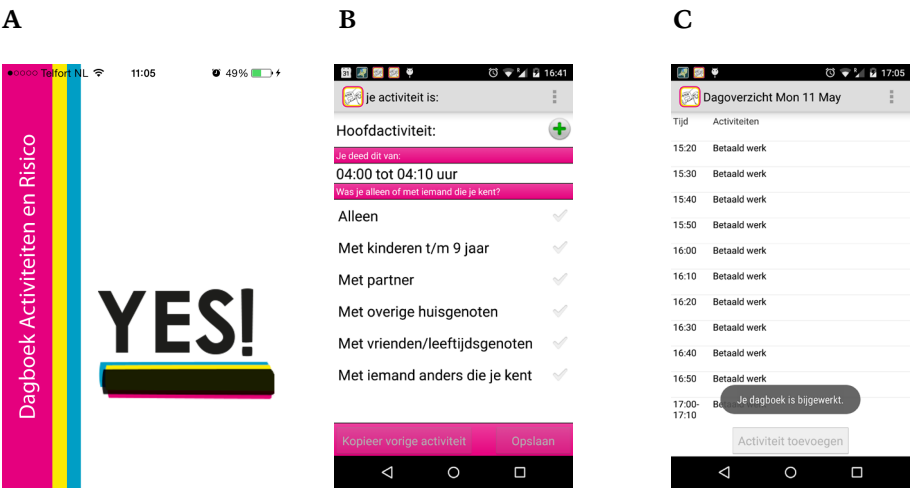 A
B
C
Telfort NL 11:05 49%
Dagboek Activiteiten en Risico
YES!
31 16:41
je activiteit is:
Hoofdactiviteit:
Je deed dit van:
04:00 tot 04:10 uur
Was je alleen of met iemand die je kent?
Alleen
Met kinderen t/m 9 jaar
Met partner
Met overige huisgenoten
Met vrienden/leeftijdsgenoten
Met iemand anders die je kent
Kopieer vorige activiteit Opslaan
17:05
Dagoverzicht Mon 11 May
Tijd Activiteiten
15:20 Betaald werk
15:30 Betaald werk
15:40 Betaald werk
15:50 Betaald werk
16:00 Betaald werk
16:10 Betaald werk
16:20 Betaald werk
16:30 Betaald werk
16:40 Betaald werk
16:50 Betaald werk
17:00-
17:10
Je dagboek is bijgewerkt.
Activiteit toevoegen